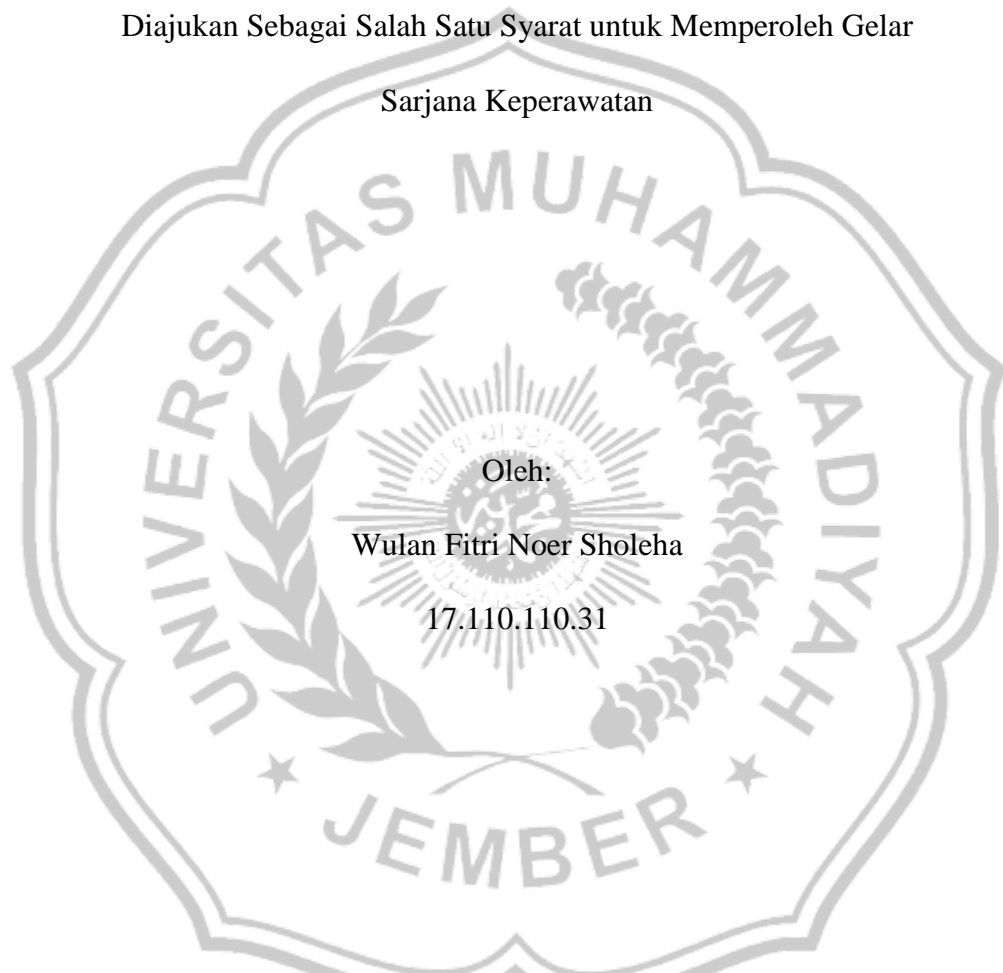 Diajukan Sebagai Salah Satu Syarat untuk Memperoleh Gelar
Sarjana Keperawatan
UNIVERSITAS MUHAMMADIYAH
Oleh:
Wulan Fitri Noer Sholeha
17.110.110.31
JEMBER